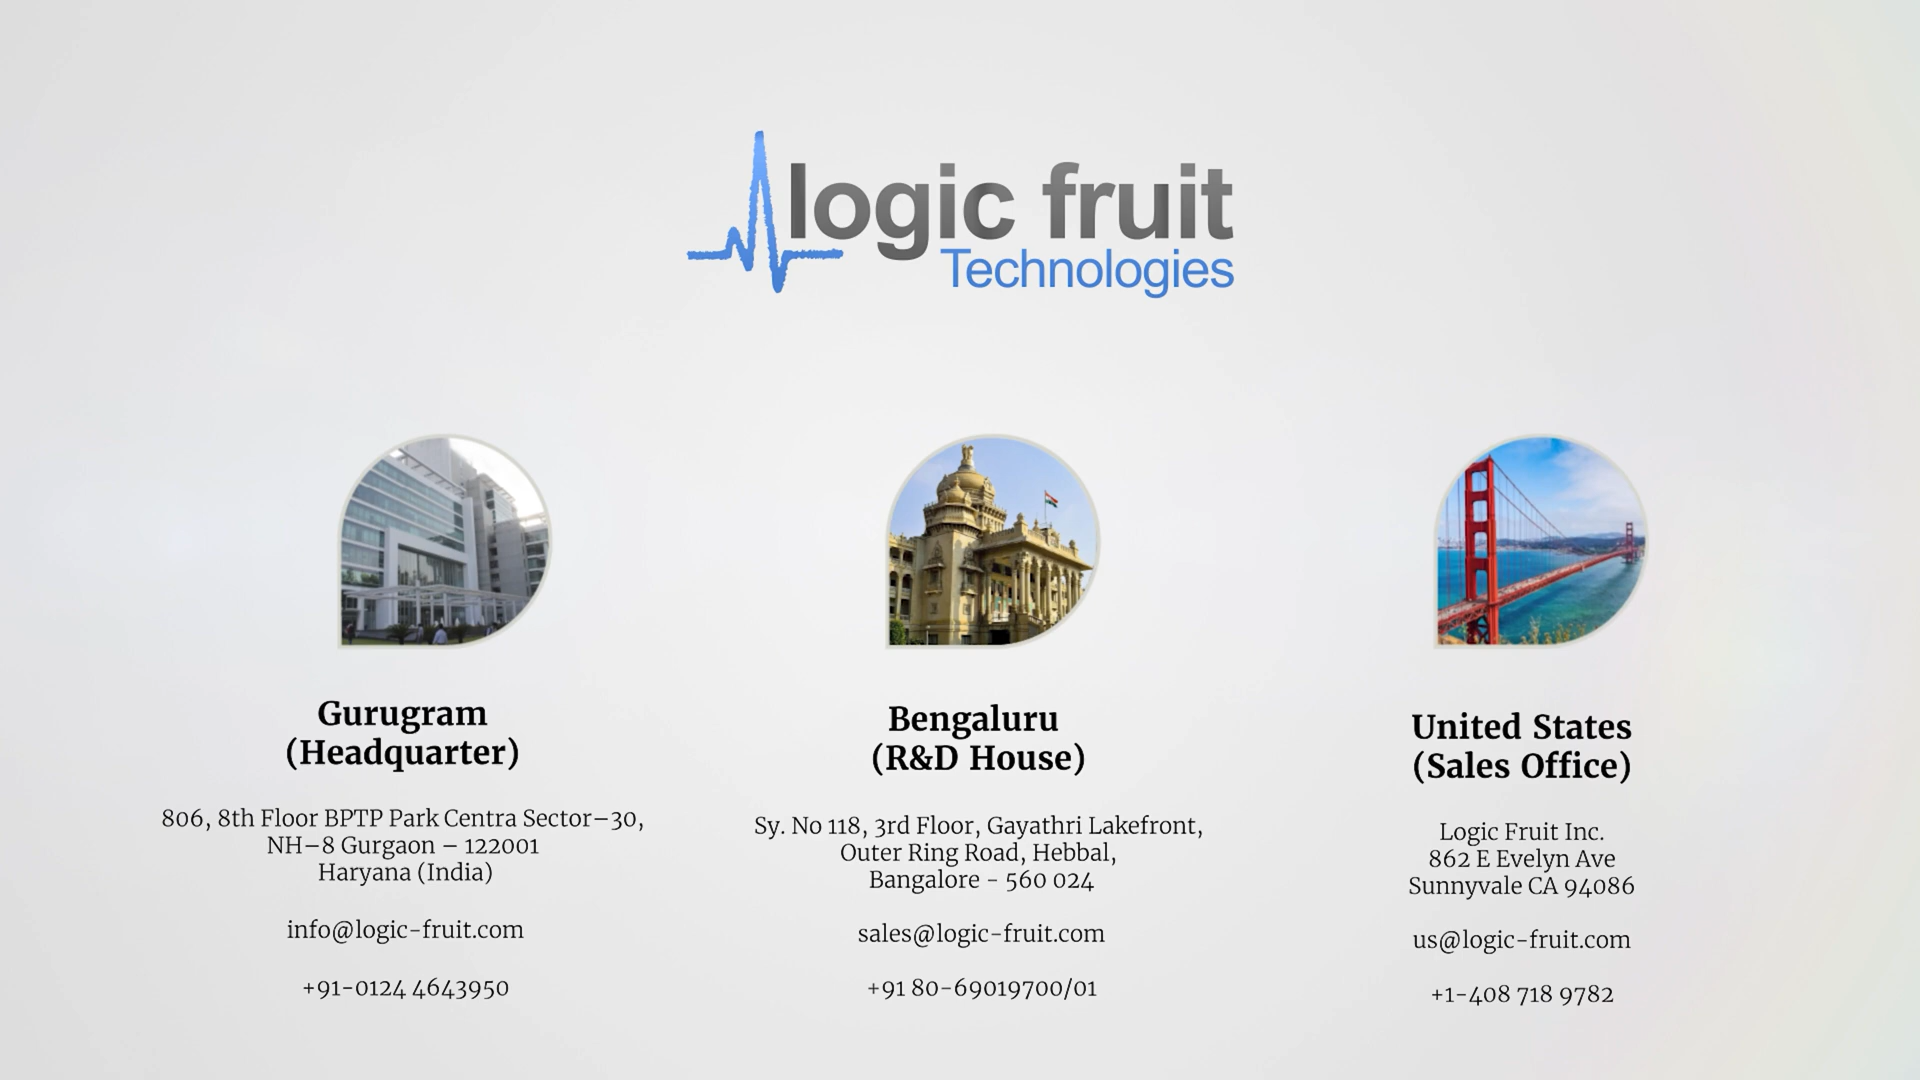 logic fruit
Technologies
Gurugram
(Headquarter)
806, 8th Floor BPTP Park Centra Sector–30,
NH–8 Gurgaon – 122001
Haryana (India)
info@logic-fruit.com
+91-0124 4643950
Bengaluru
(R&D House)
Sy. No 118, 3rd Floor, Gayathri Lakefront,
Outer Ring Road, Hebbal,
Bangalore - 560 024
sales@logic-fruit.com
+91 80-69019700/01
United States
(Sales Office)
Logic Fruit Inc.
862 E Evelyn Ave
Sunnyvale CA 94086
us@logic-fruit.com
+1-408 718 9782